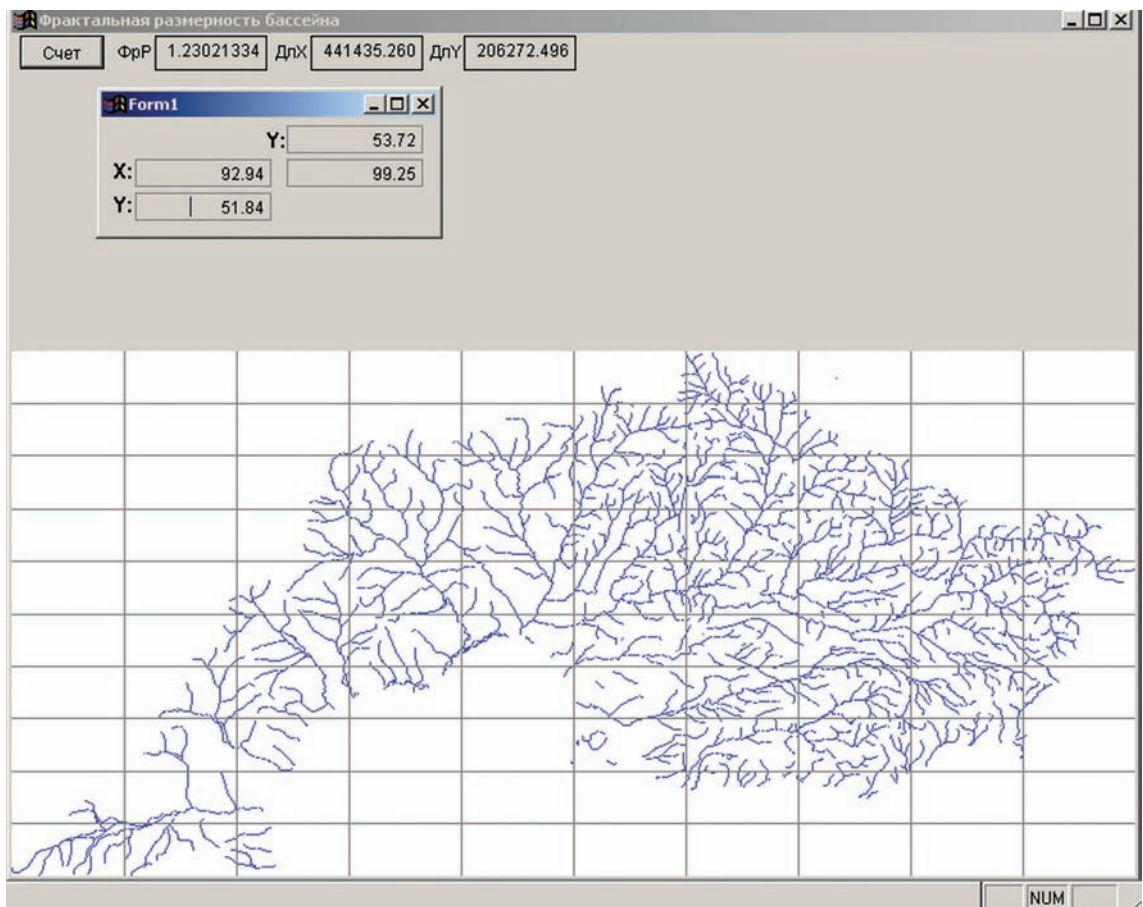 Фрактальная размерность бассейна
Счет ФрР 1.23021334 ДлХ 441435.260 ДлY 206272.496
Form1
Y: 53.72
X: 92.94 99.25
Y: 51.84
NUM